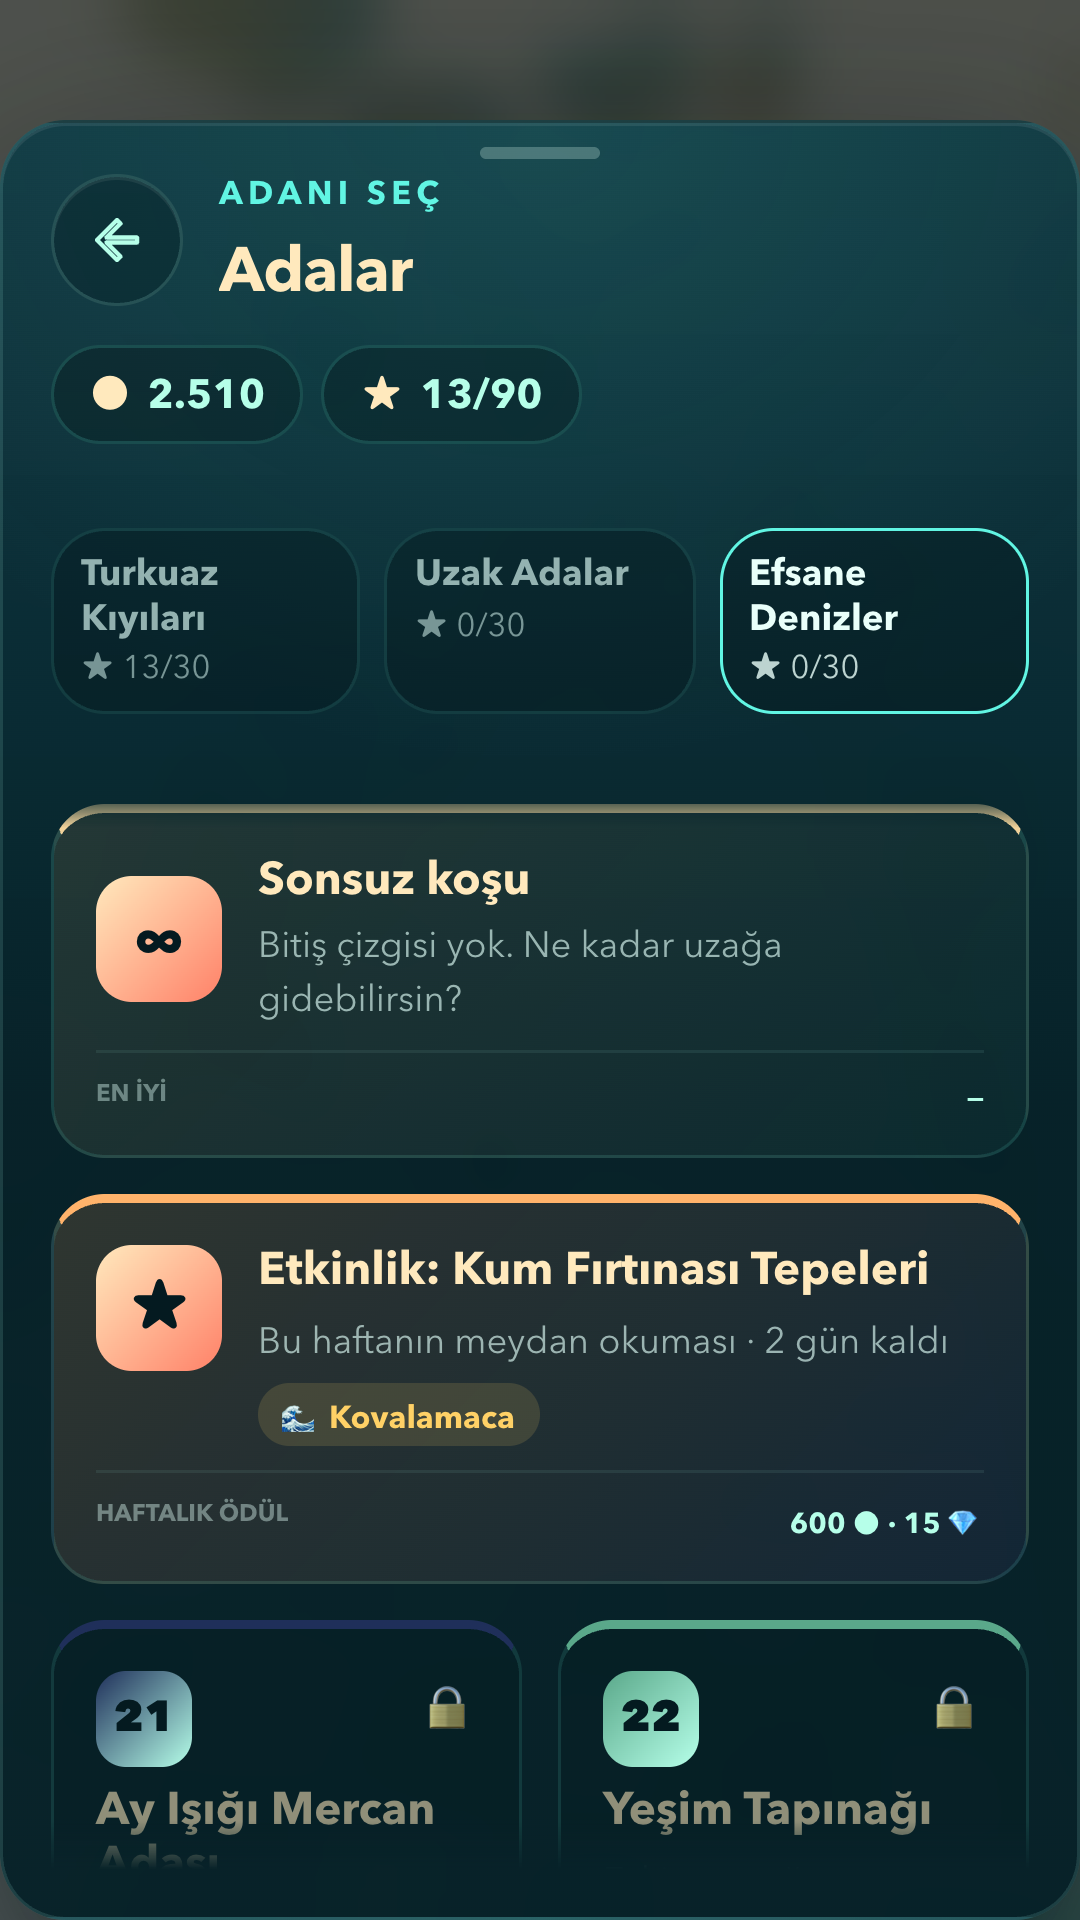 ADANI SEÇ
Adalar
2.510
13/90
Turkuaz
Kıyıları
★ 13/30
Uzak Adalar
★ 0/30
Efsane
Denizler
★ 0/30
∞
Sonsuz koşu
Bitiş çizgisi yok. Ne kadar uzağa
gidebilirsin?
EN İYİ
–
Etkinlik: Kum Fırtınası Tepeleri
Bu haftanın meydan okuması · 2 gün kaldı
🌊 Kovalamaca
HAFTALIK ÖDÜL
600 ● · 15 💎
21
Ay Işığı Mercan
Adası
22
Yeşim Tapınağı